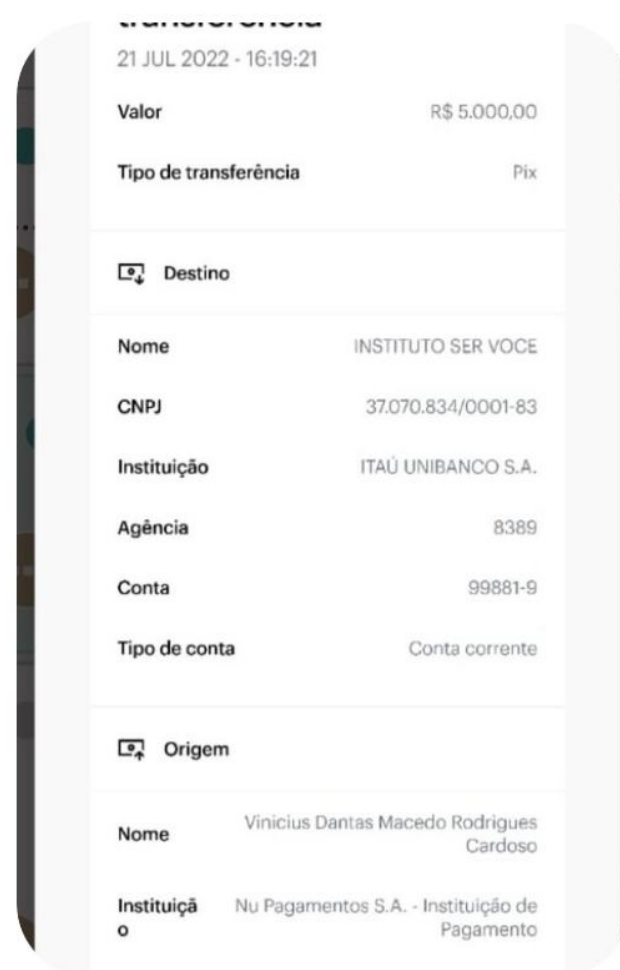 transferência
21 JUL 2022 - 16:19:21
Valor R$ 5.000,00
Tipo de transferência Pix
Destino
Nome INSTITUTO SER VOCE
CNPJ 37.070.834/0001-83
Instituição ITAÚ UNIBANCO S.A.
Agência 8389
Conta 99881-9
Tipo de conta Conta corrente
Origem
Nome Vinicius Dantas Macedo Rodrigues
Cardoso
Instituiçã Nu Pagamentos S.A. - Instituição de
o Pagamento